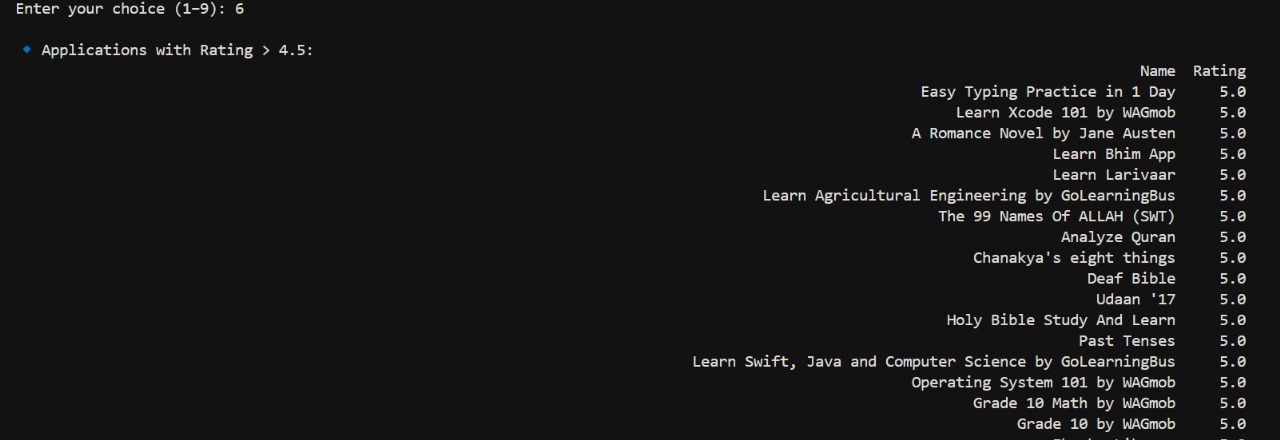 Enter your choice (1–9): 6
Applications with Rating > 4.5:
Name Rating
Easy Typing Practice in 1 Day 5.0
Learn Xcode 101 by WAGmob 5.0
A Romance Novel by Jane Austen 5.0
Learn Bhim App 5.0
Learn Larivaar 5.0
Learn Agricultural Engineering by GoLearningBus 5.0
The 99 Names Of ALLAH (SWT) 5.0
Analyze Quran 5.0
Chanakya's eight things 5.0
Deaf Bible 5.0
Udaan '17 5.0
Holy Bible Study And Learn 5.0
Past Tenses 5.0
Learn Swift, Java and Computer Science by GoLearningBus 5.0
Operating System 101 by WAGmob 5.0
Grade 10 Math by WAGmob 5.0
Grade 10 by WAGmob 5.0